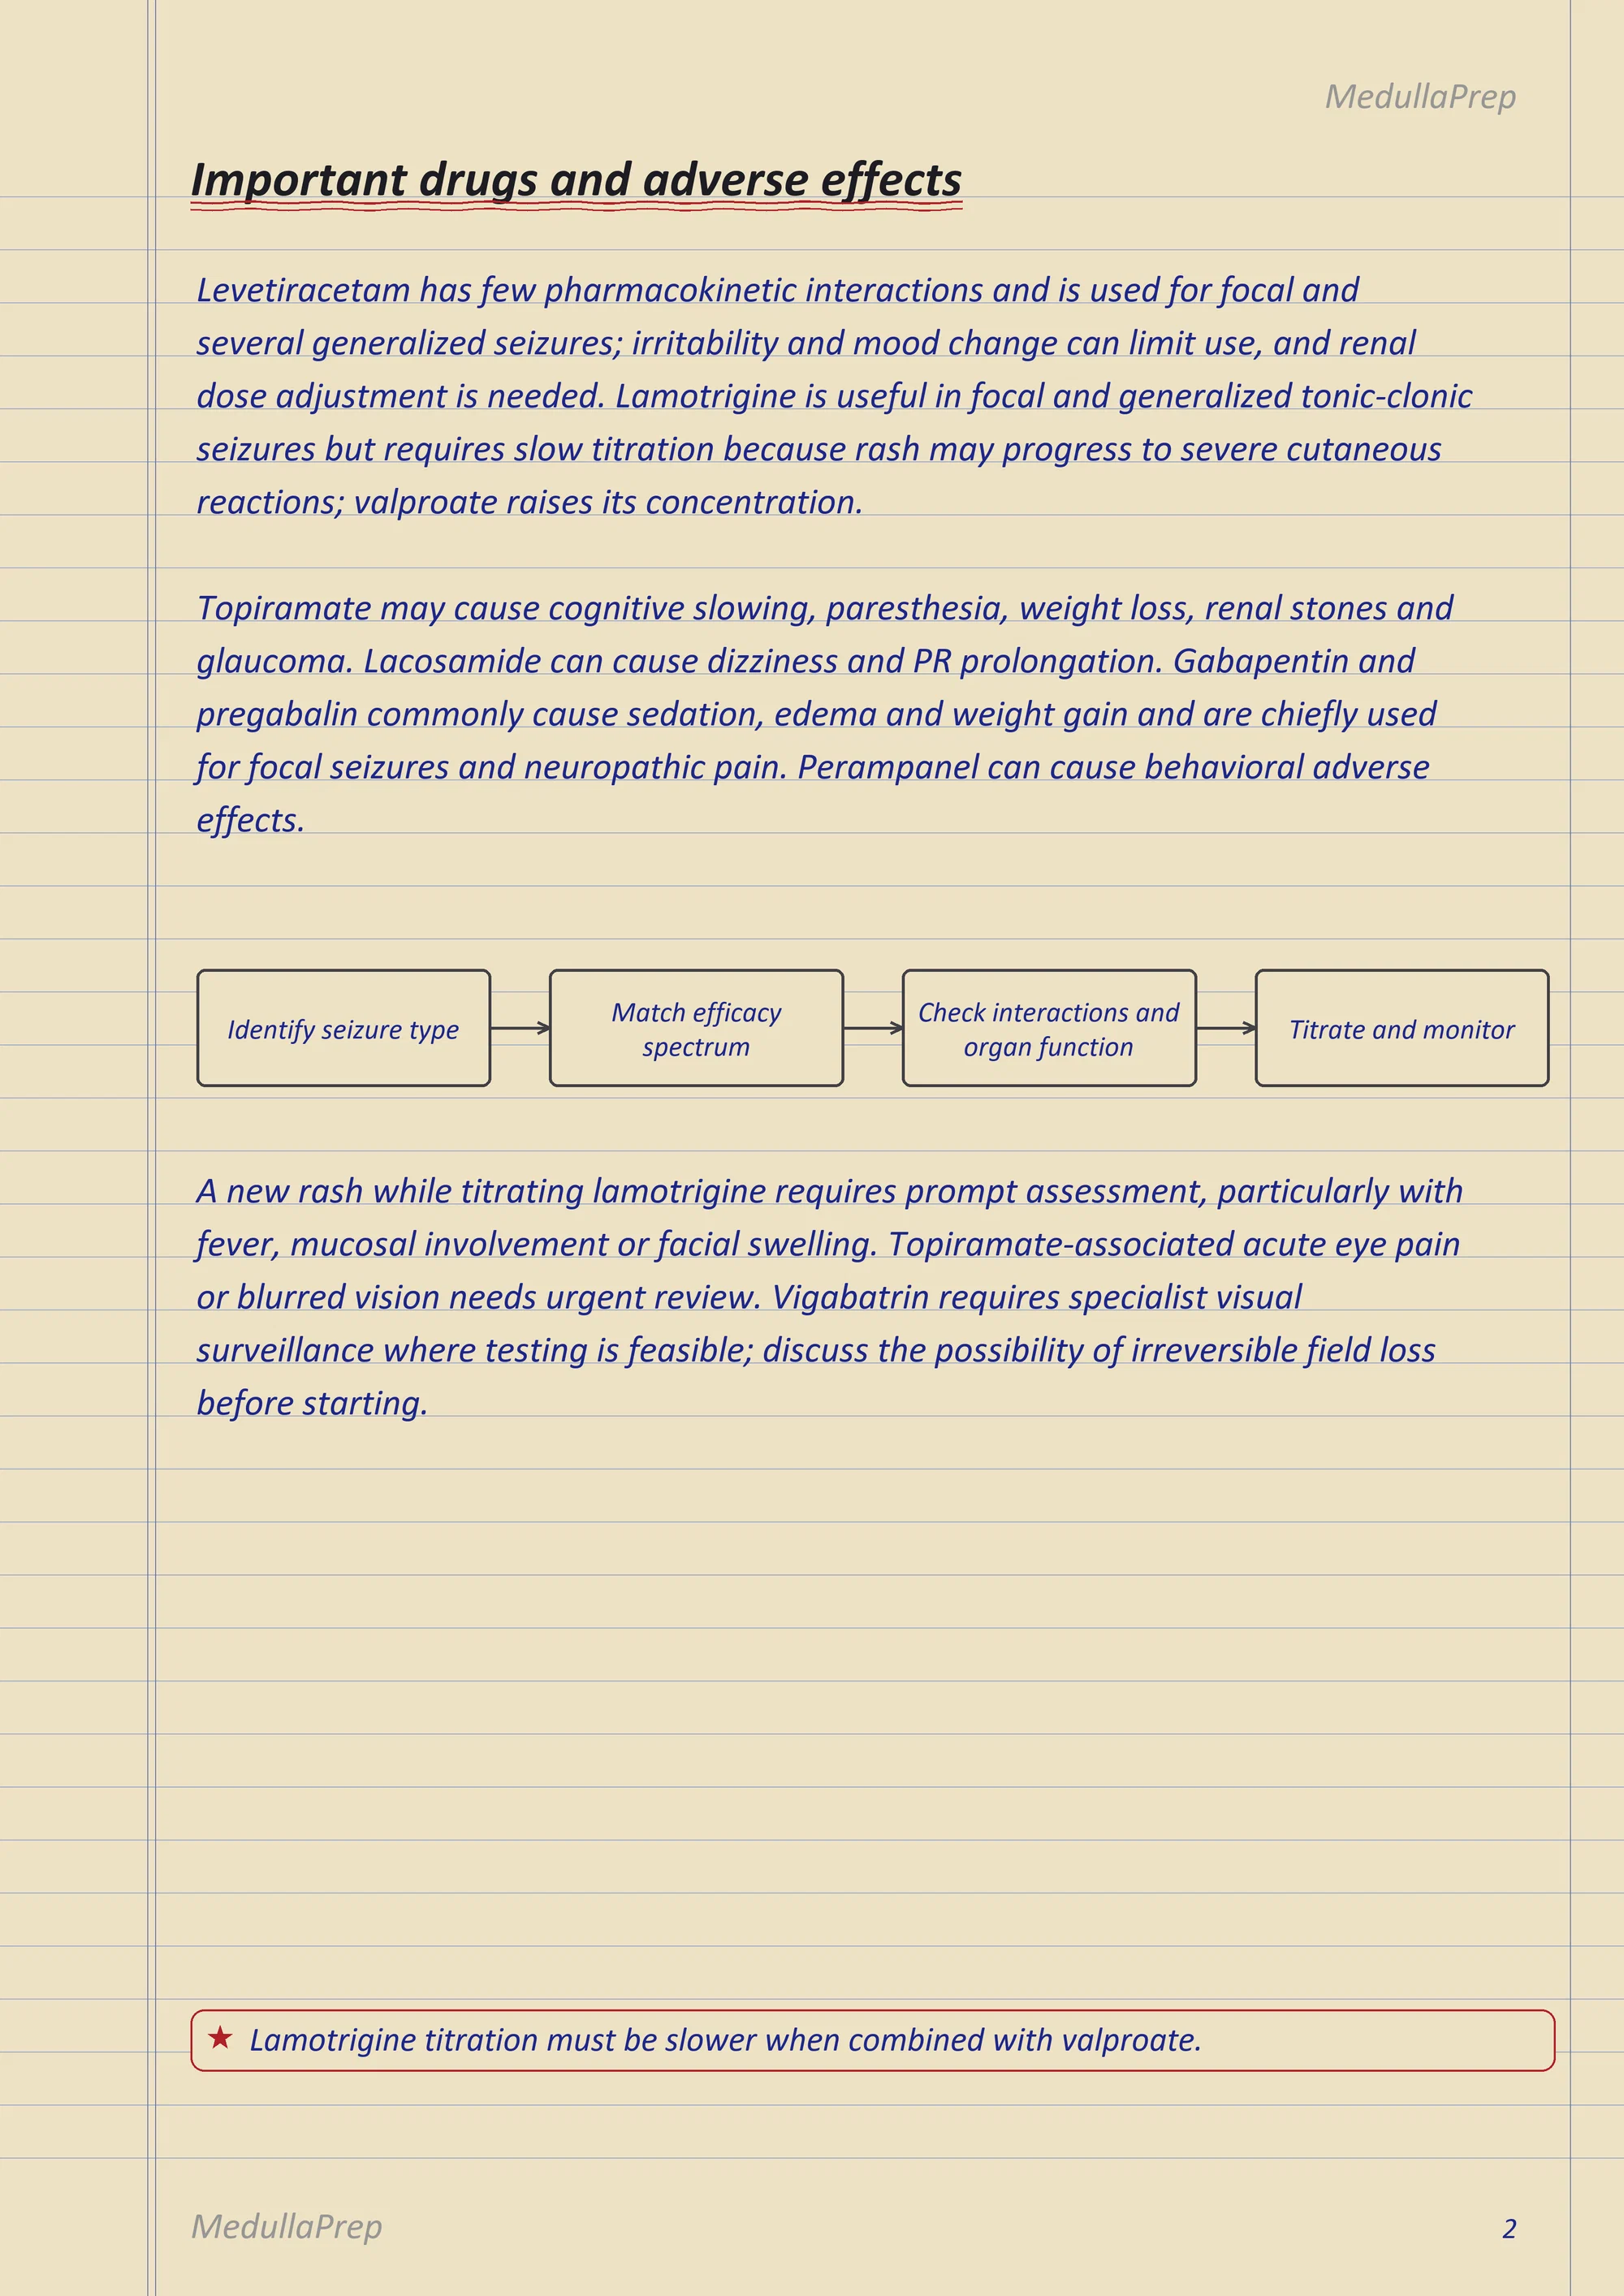 MedullaPrep
Important drugs and adverse effects
Levetiracetam has few pharmacokinetic interactions and is used for focal and
several generalized seizures; irritability and mood change can limit use, and renal
dose adjustment is needed. Lamotrigine is useful in focal and generalized tonic-clonic
seizures but requires slow titration because rash may progress to severe cutaneous
reactions; valproate raises its concentration.
Topiramate may cause cognitive slowing, paresthesia, weight loss, renal stones and
glaucoma. Lacosamide can cause dizziness and PR prolongation. Gabapentin and
pregabalin commonly cause sedation, edema and weight gain and are chiefly used
for focal seizures and neuropathic pain. Perampanel can cause behavioral adverse
effects.
Identify seizure type
Match efficacy
spectrum
Check interactions and
organ function
Titrate and monitor
A new rash while titrating lamotrigine requires prompt assessment, particularly with
fever, mucosal involvement or facial swelling. Topiramate-associated acute eye pain
or blurred vision needs urgent review. Vigabatrin requires specialist visual
surveillance where testing is feasible; discuss the possibility of irreversible field loss
before starting.
★ Lamotrigine titration must be slower when combined with valproate.
MedullaPrep
2